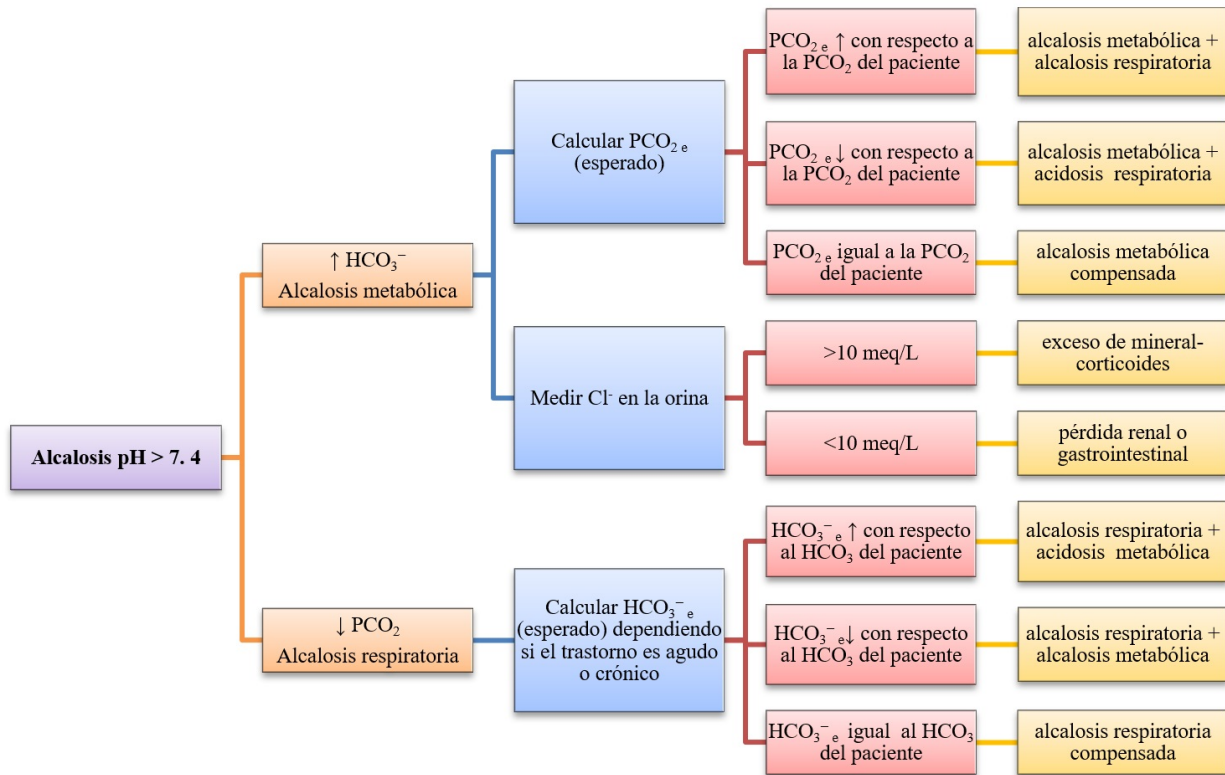 Alcalosis pH > 7. 4
↑ HCO₃⁻
Alcalosis metabólica
Calcular PCO₂ ₑ
(esperado)
PCO₂ ₑ ↑ con respecto a
la PCO₂ del paciente
alcalosis metabólica +
alcalosis respiratoria
PCO₂ ₑ ↓ con respecto a
la PCO₂ del paciente
alcalosis metabólica +
acidosis respiratoria
PCO₂ ₑ igual a la PCO₂
del paciente
alcalosis metabólica
compensada
Medir Cl⁻ en la orina
>10 meq/L
exceso de mineral-
corticoides
<10 meq/L
pérdida renal o
gastrointestinal
↓ PCO₂
Alcalosis respiratoria
Calcular HCO₃⁻ ₑ
(esperado) dependiendo
si el trastorno es agudo
o crónico
HCO₃⁻ ₑ ↑ con respecto
al HCO₃ del paciente
alcalosis respiratoria +
acidosis metabólica
HCO₃⁻ ₑ↓ con respecto
al HCO₃ del paciente
alcalosis respiratoria +
alcalosis metabólica
HCO₃⁻ ₑ igual al HCO₃
del paciente
alcalosis respiratoria
compensada